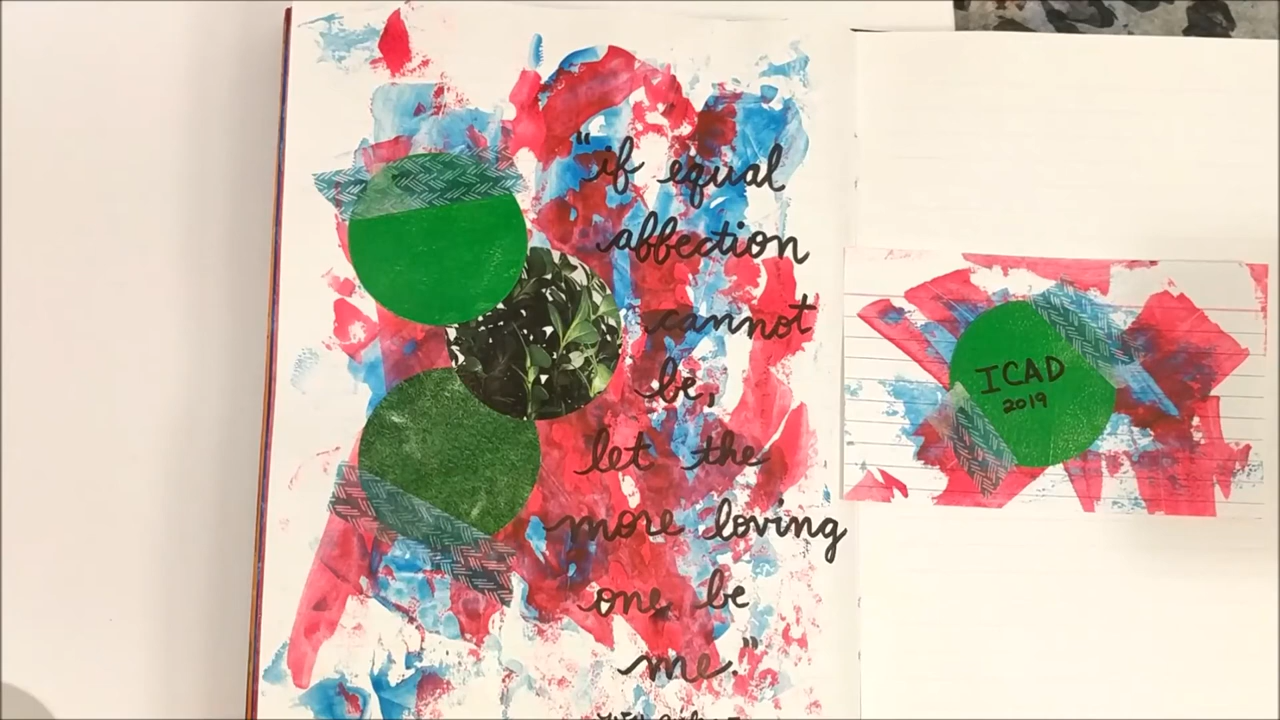 "if equal
affection
cannot
be,
let the
more loving
one be
me."
ICAD
2019